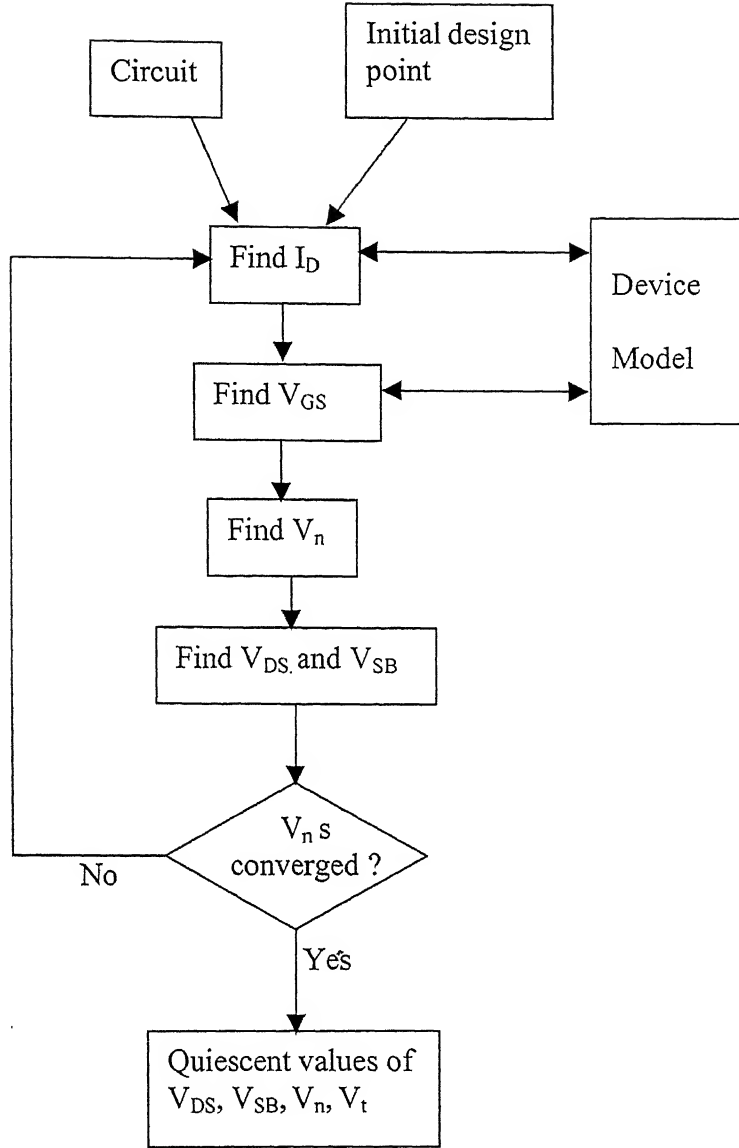 Circuit
Initial design
point
Find I_D
Device
Model
Find V_GS
Find V_n
Find V_DS. and V_SB
V_n s
converged ?
No
Yes
Quiescent values of
V_DS, V_SB, V_n, V_t